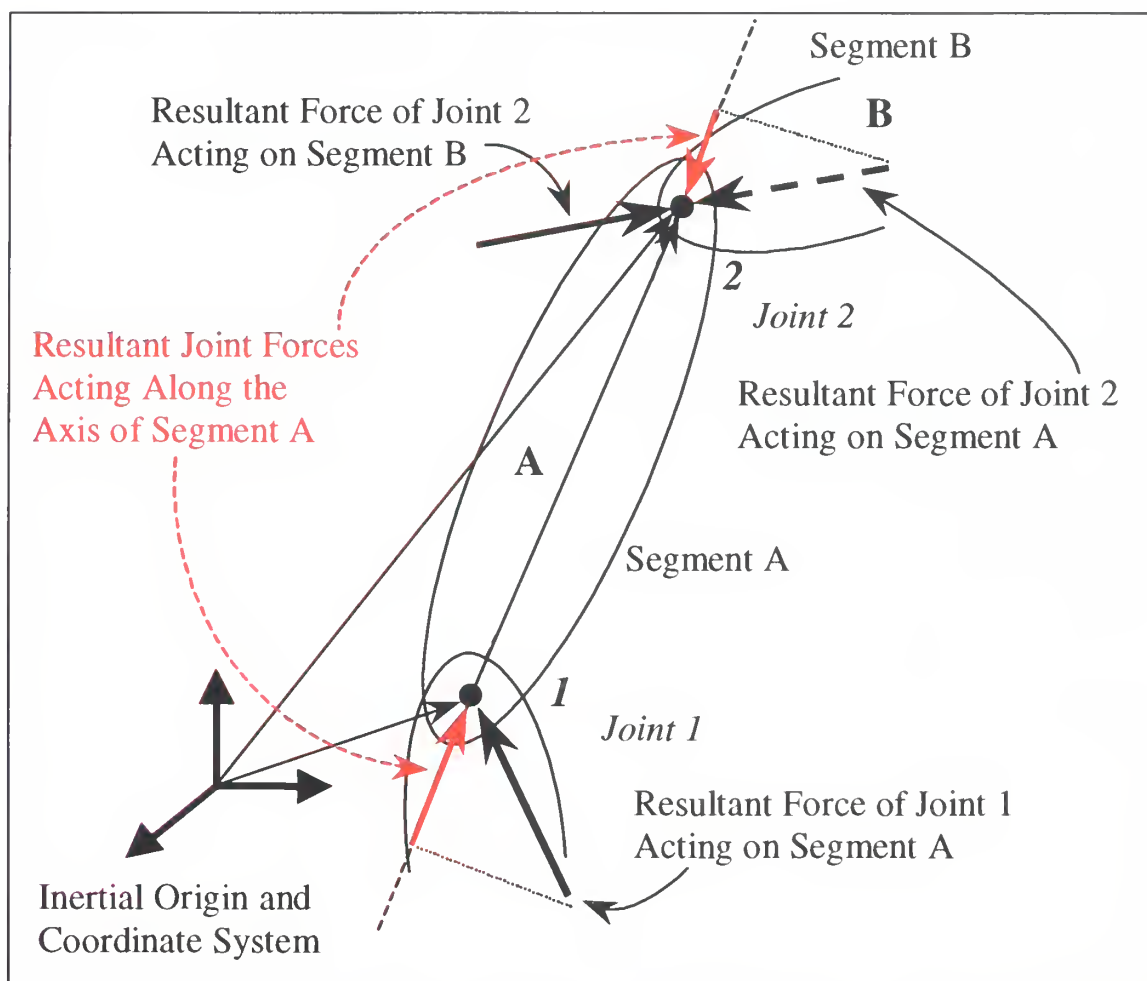 Segment B
Resultant Force of Joint 2
Acting on Segment B
B
2
Joint 2
Resultant Joint Forces
Acting Along the
Axis of Segment A
Resultant Force of Joint 2
Acting on Segment A
A
Segment A
1
Joint 1
Resultant Force of Joint 1
Acting on Segment A
Inertial Origin and
Coordinate System